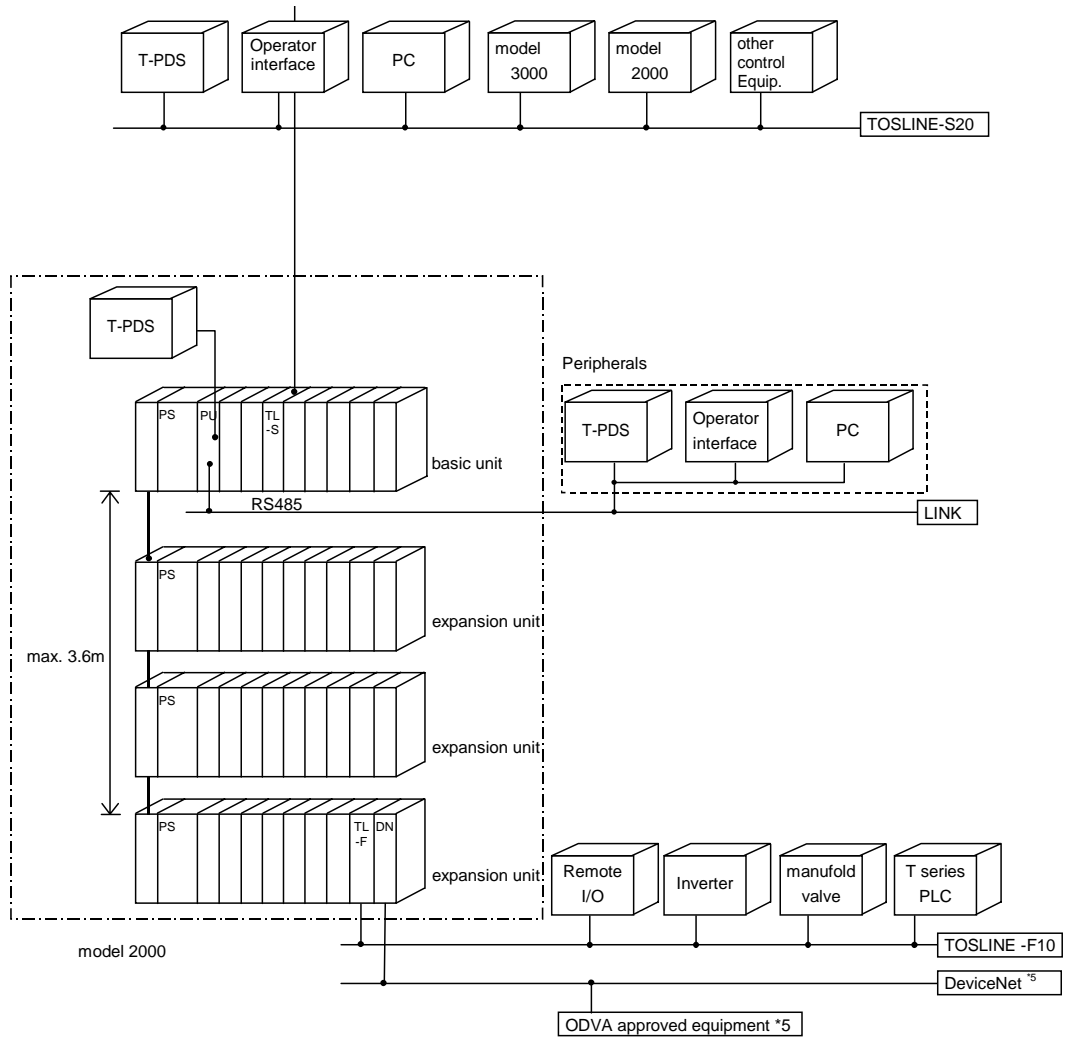 T-PDS
Operator
interface
PC
model
3000
model
2000
other
control
Equip.
TOSLINE-S20
T-PDS
PS
PU
TL
-S
basic unit
RS485
Peripherals
T-PDS
Operator
interface
PC
LINK
PS
expansion unit
max. 3.6m
PS
expansion unit
PS
TL
-F
DN
expansion unit
Remote
I/O
Inverter
manufold
valve
T series
PLC
model 2000
TOSLINE -F10
DeviceNet *5
ODVA approved equipment *5